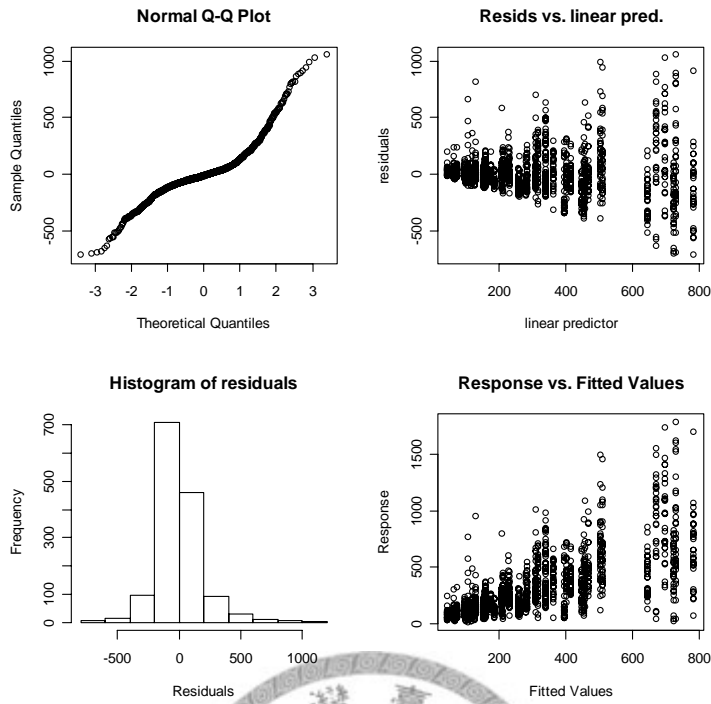 Normal Q-Q Plot
Sample Quantiles
-500 0 500 1000
-3 -2 -1 0 1 2 3
Theoretical Quantiles
Resids vs. linear pred.
residuals
-500 0 500 1000
200 400 600 800
linear predictor
Histogram of residuals
Frequency
0 100 300 500 700
-500 0 500 1000
Residuals
Response vs. Fitted Values
Response
0 500 1000 1500
200 400 600 800
Fitted Values